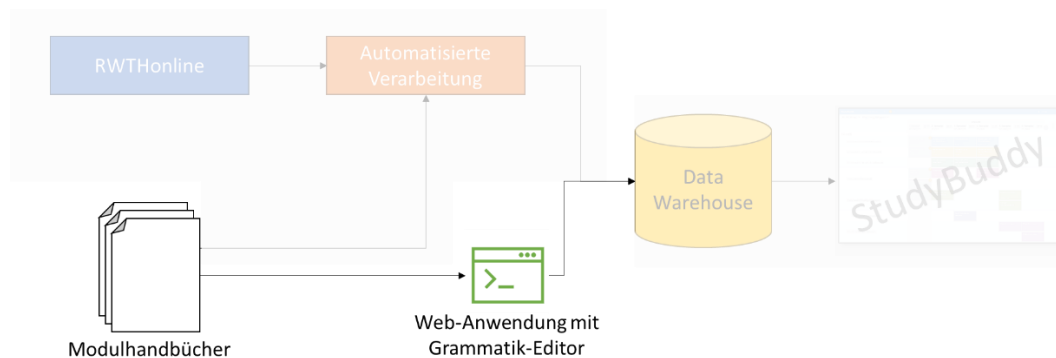 RWTHonline
Automatisierte
Verarbeitung
Data
Warehouse
StudyBuddy
Modulhandbücher
Web-Anwendung mit
Grammatik-Editor